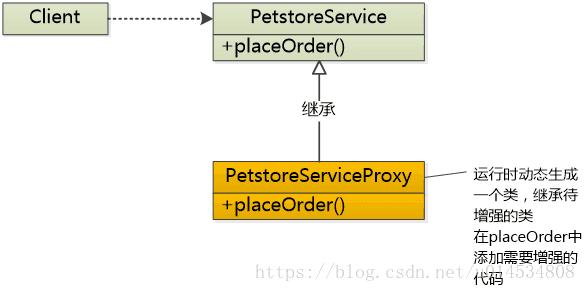 Client
PetstoreService
+placeOrder()
继承
PetstoreServiceProxy
+placeOrder()
运行时动态生成
一个类，继承待
增强的类
在placeOrder中
添加需要增强的
代码
https://blog.csdn.net/u014534808